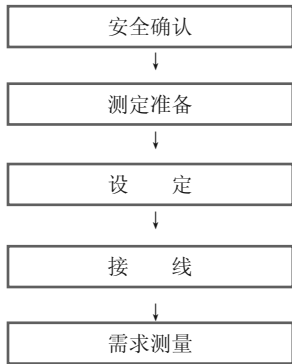 安全确认
测定准备
设　　定
接　　线
需求测量